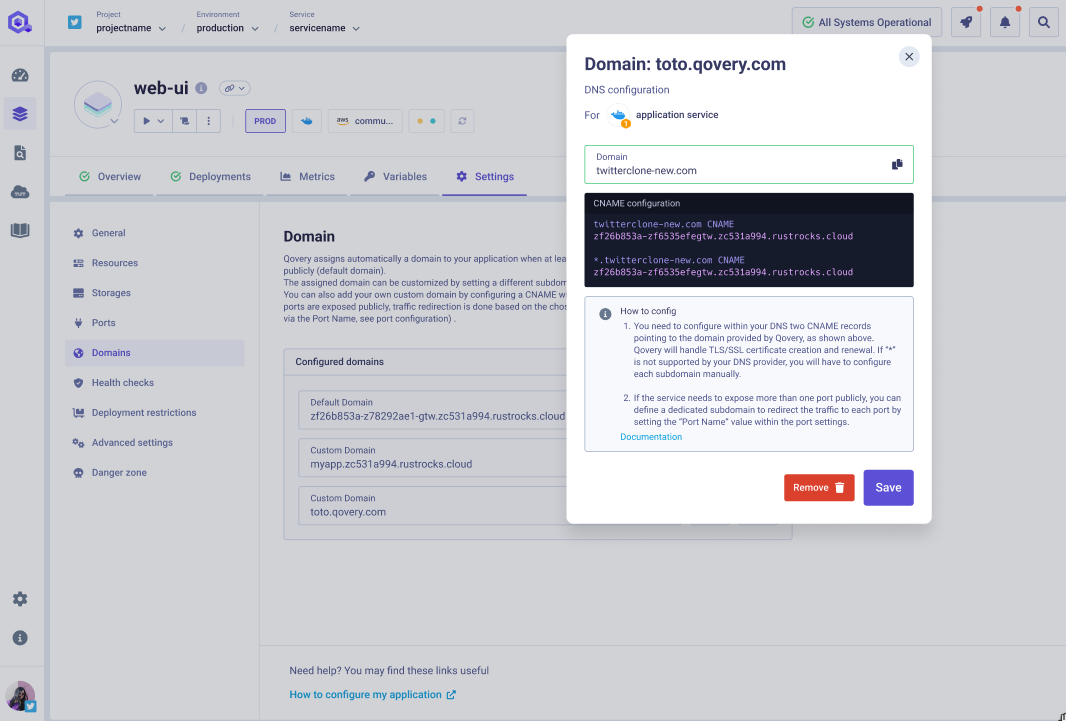 Project
projectname
/
Environment
production
/
Service
servicename
All Systems Operational
web-ui
PROD
aws commu...
Overview
Deployments
Metrics
Variables
Settings
General
Resources
Storages
Ports
Domains
Health checks
Deployment restrictions
Advanced settings
Danger zone
Domain
Qovery assigns automatically a domain to your application when at lea
publicly (default domain).
The assigned domain can be customized by setting a different subdom
You can also add your own custom domain by configuring a CNAME w
ports are exposed publicly, traffic redirection is done based on the chos
via the Port Name, see port configuration) .
Configured domains
Default Domain
zf26b853a-z78292ae1-gtw.zc531a994.rustrocks.cloud
Custom Domain
myapp.zc531a994.rustrocks.cloud
Custom Domain
toto.qovery.com
Need help? You may find these links useful
How to configure my application
Domain: toto.qovery.com
DNS configuration
For
1
application service
Domain
twitterclone-new.com
CNAME configuration
twitterclone-new.com CNAME
zf26b853a-zf6535efegtw.zc531a994.rustrocks.cloud
*.twitterclone-new.com CNAME
zf26b853a-zf6535efegtw.zc531a994.rustrocks.cloud
How to config
1. You need to configure within your DNS two CNAME records
pointing to the domain provided by Qovery, as shown above.
Qovery will handle TLS/SSL certificate creation and renewal. If "*"
is not supported by your DNS provider, you will have to configure
each subdomain manually.
2. If the service needs to expose more than one port publicly, you can
define a dedicated subdomain to redirect the traffic to each port by
setting the "Port Name" value within the port settings.
Documentation
Remove
Save